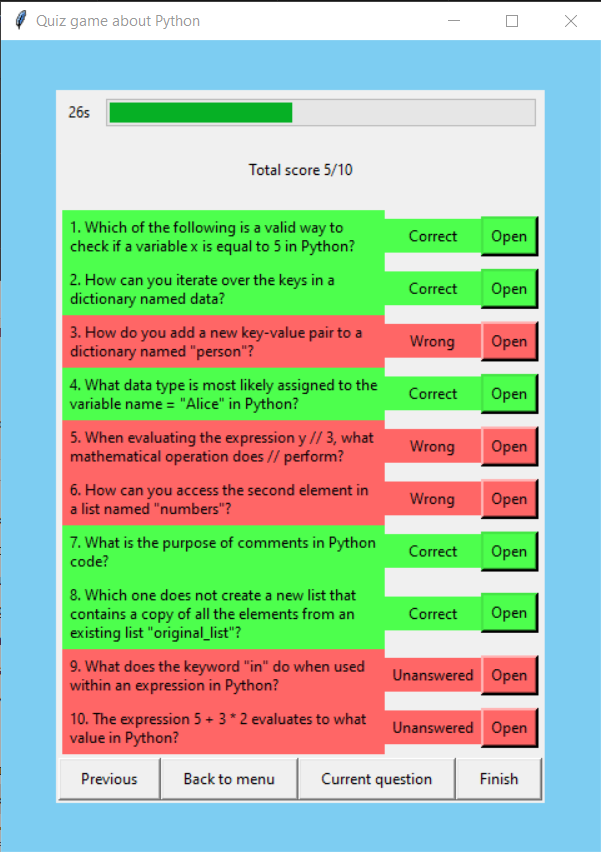 Quiz game about Python
26s
Total score 5/10
1. Which of the following is a valid way to
check if a variable x is equal to 5 in Python?
Correct
Open
2. How can you iterate over the keys in a
dictionary named data?
Correct
Open
3. How do you add a new key-value pair to a
dictionary named "person"?
Wrong
Open
4. What data type is most likely assigned to the
variable name = "Alice" in Python?
Correct
Open
5. When evaluating the expression y // 3, what
mathematical operation does // perform?
Wrong
Open
6. How can you access the second element in
a list named "numbers"?
Wrong
Open
7. What is the purpose of comments in Python
code?
Correct
Open
8. Which one does not create a new list that
contains a copy of all the elements from an
existing list "original_list"?
Correct
Open
9. What does the keyword "in" do when used
within an expression in Python?
Unanswered
Open
10. The expression 5 + 3 * 2 evaluates to what
value in Python?
Unanswered
Open
Previous
Back to menu
Current question
Finish